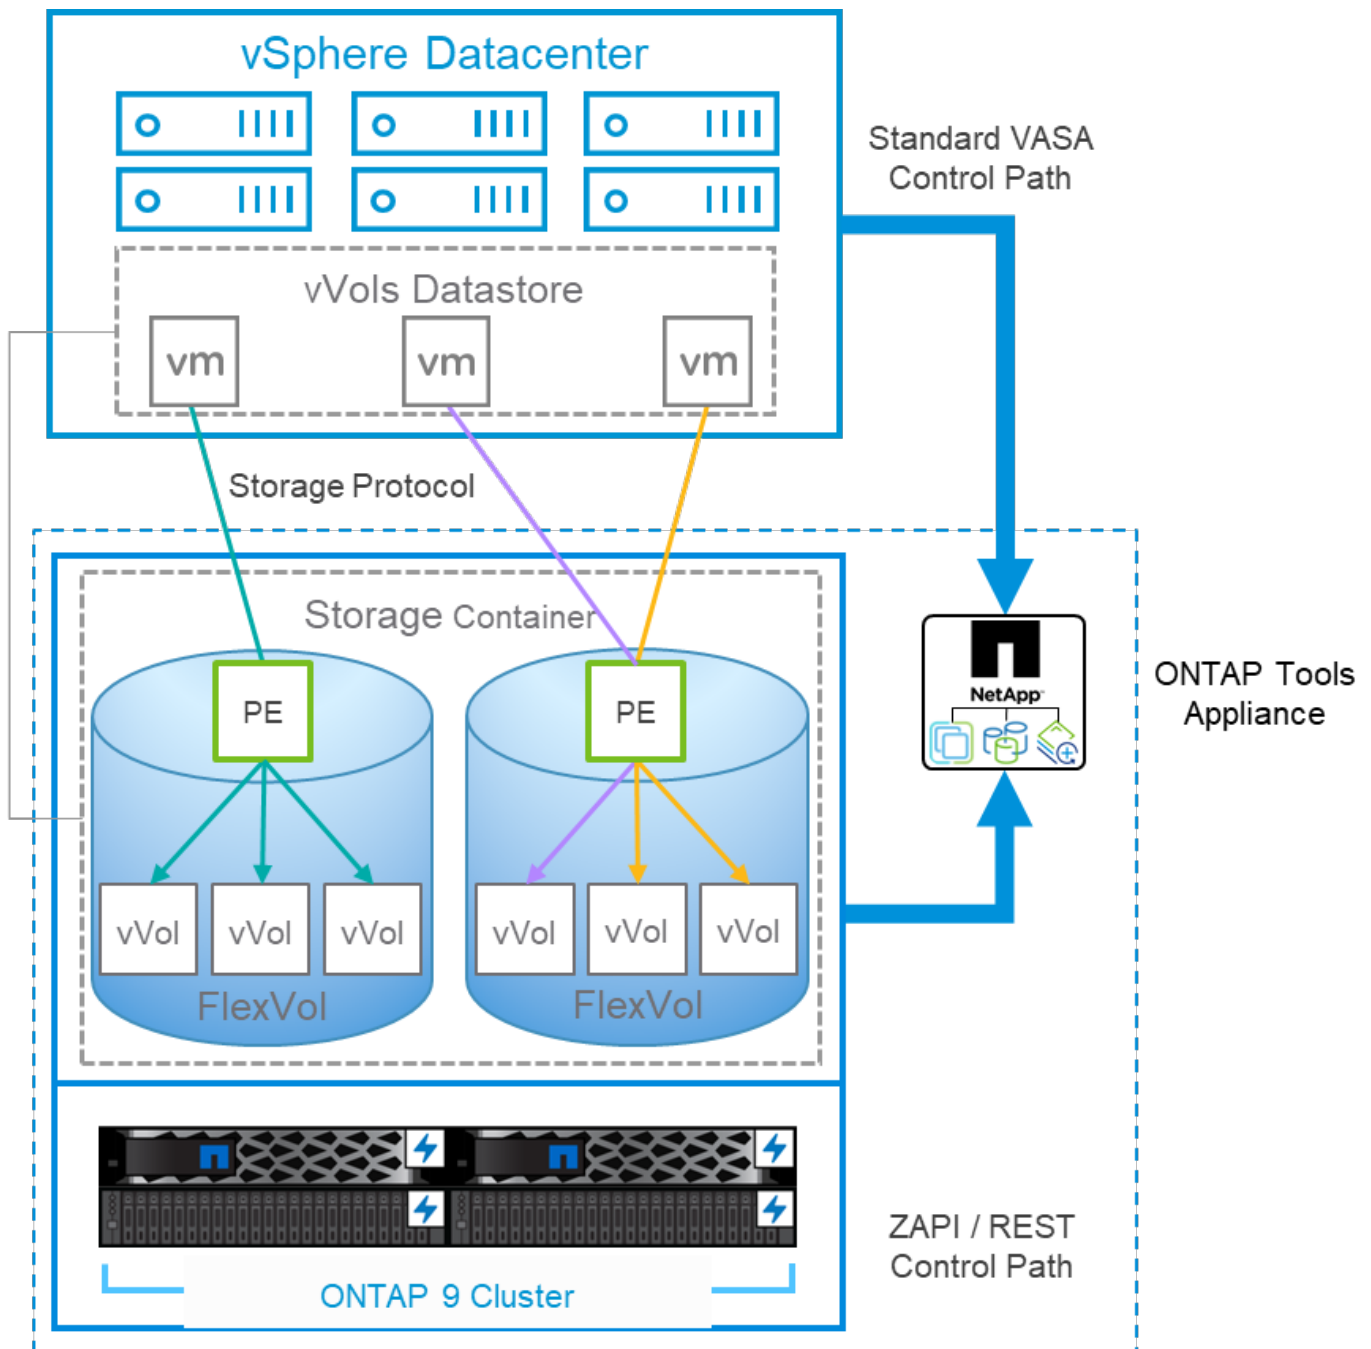 vSphere Datacenter
Standard VASA
Control Path
vVols Datastore
vm
vm
vm
Storage Protocol
Storage Container
PE
PE
NetApp
ONTAP Tools
Appliance
vVol
vVol
vVol
vVol
vVol
vVol
FlexVol
FlexVol
ZAPI / REST
Control Path
ONTAP 9 Cluster